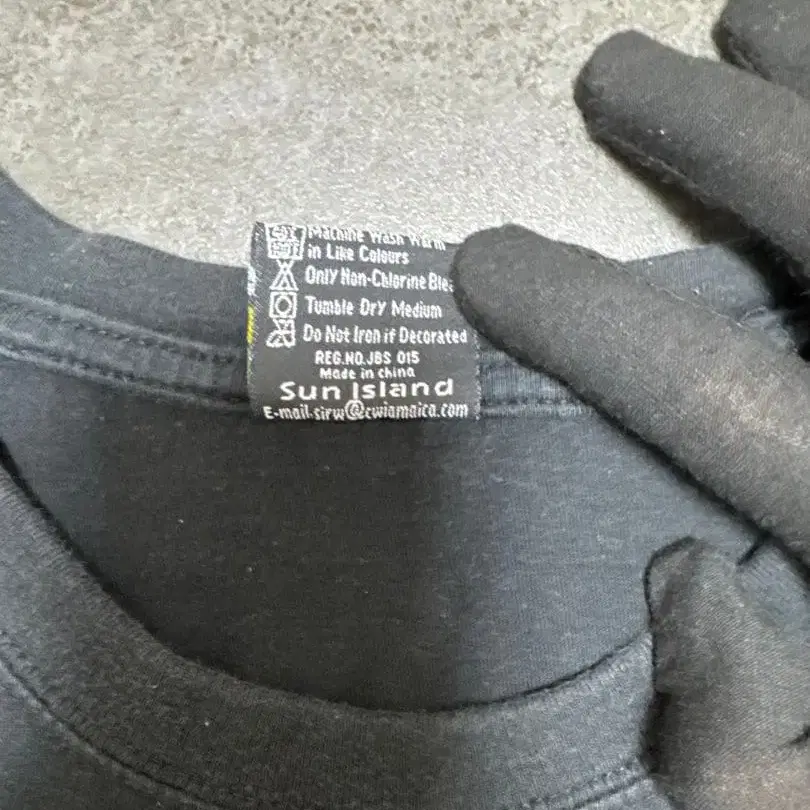 Machine Wash Warm
in Like Colours
Only Non-Chlorine
Tumble Dry Medium
Do Not Iron if Decorated
REG.NO.JBS 015
Made in china
Sun Island
E-mail.sirw@cwjamaica.com